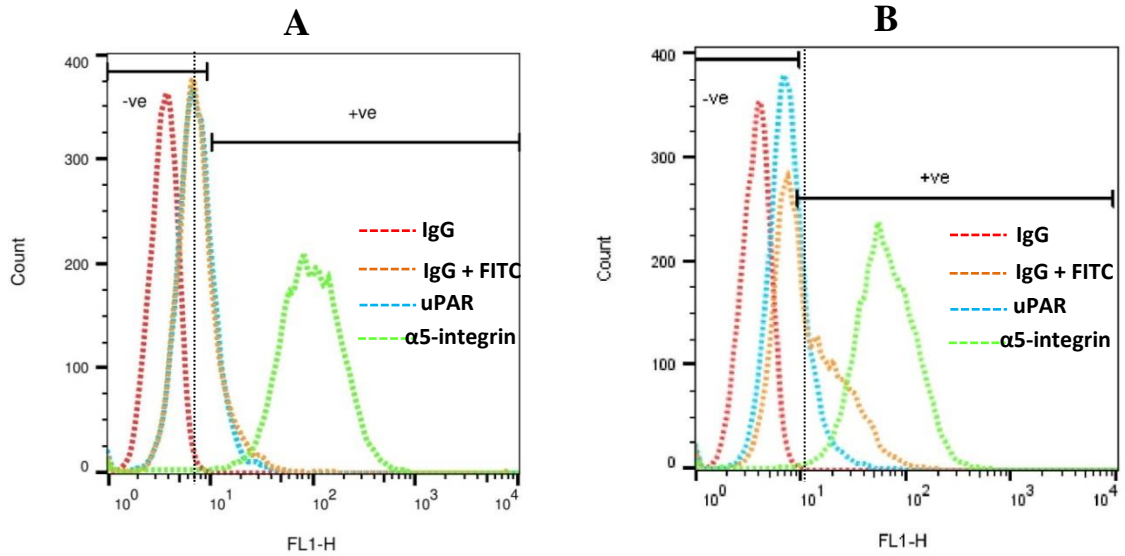 A
400
300
200
100
0
Count
-ve
+ve
IgG
IgG + FITC
uPAR
α5-integrin
10⁰
10¹
10²
10³
10⁴
FL1-H
B
400
300
200
100
0
Count
-ve
+ve
IgG
IgG + FITC
uPAR
α5-integrin
10⁰
10¹
10²
10³
10⁴
FL1-H